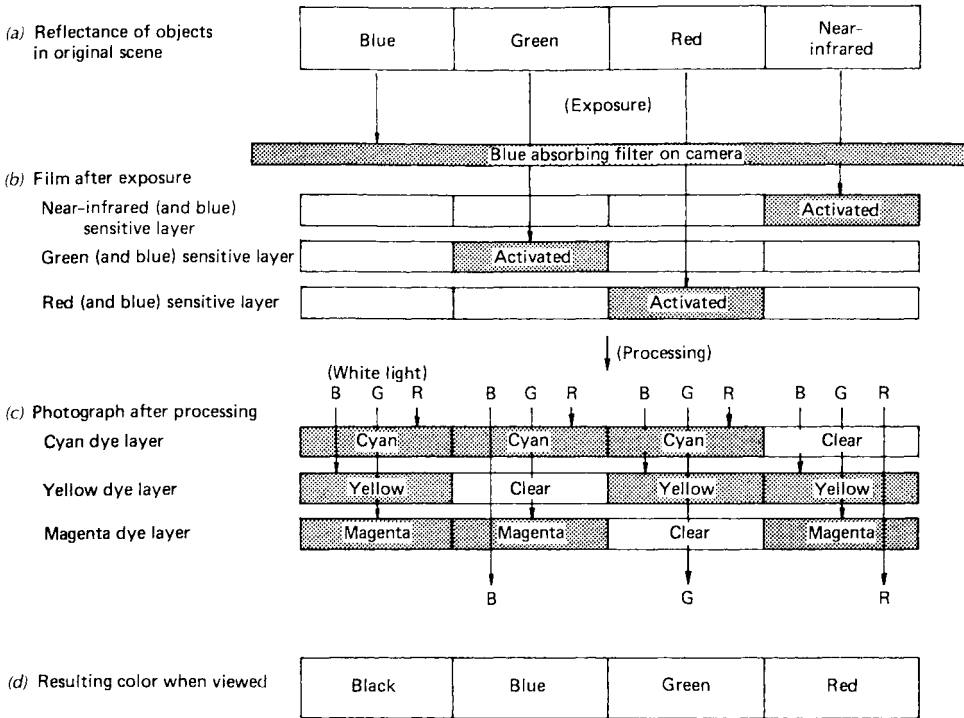 (a) Reflectance of objects
in original scene
Blue
Green
Red
Near-
infrared
(Exposure)
Blue absorbing filter on camera
(b) Film after exposure
Near-infrared (and blue)
sensitive layer
Activated
Green (and blue) sensitive layer
Activated
Red (and blue) sensitive layer
Activated
(Processing)
(White light)
B G R B G R B G R B G R
(c) Photograph after processing
Cyan dye layer
Cyan
Cyan
Cyan
Clear
Yellow dye layer
Yellow
Clear
Yellow
Yellow
Magenta dye layer
Magenta
Magenta
Clear
Magenta
B
G
R
(d) Resulting color when viewed
Black
Blue
Green
Red